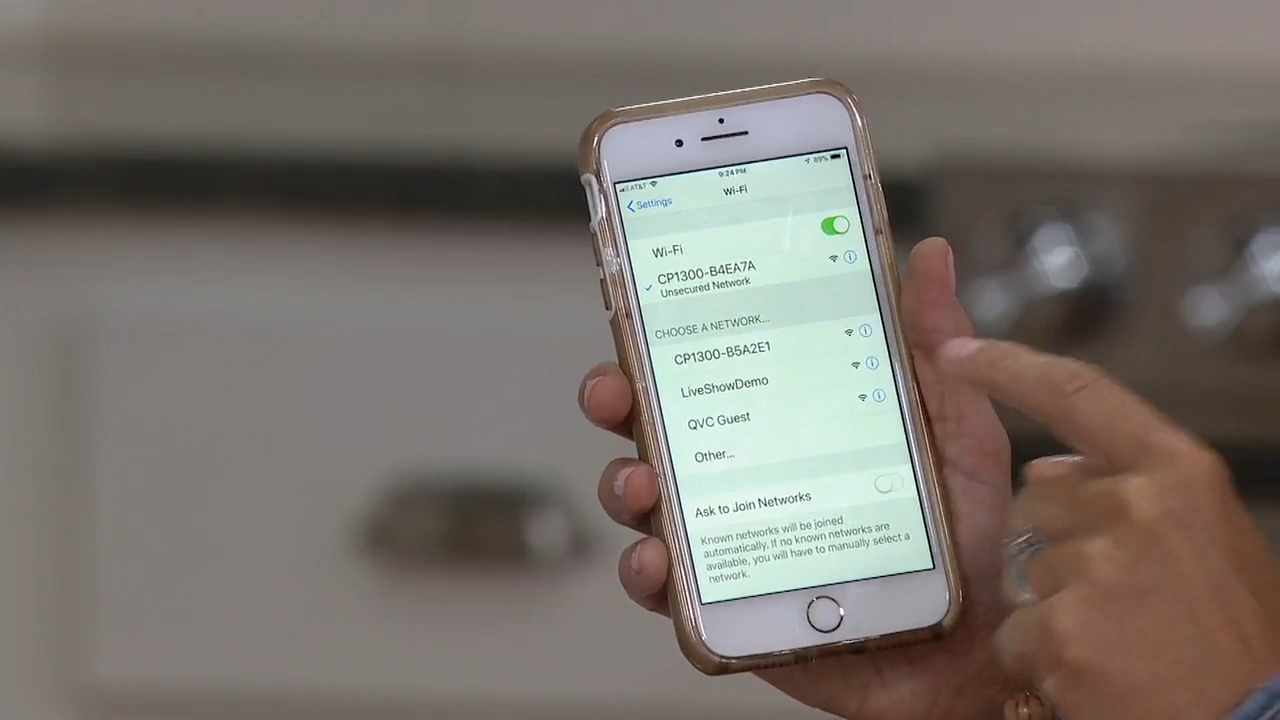 AT&T 9:24 PM 89%
Settings Wi-Fi
Wi-Fi
CP1300-B4EA7A
Unsecured Network
CHOOSE A NETWORK...
CP1300-B5A2E1
LiveShowDemo
QVC Guest
Other...
Ask to Join Networks
Known networks will be joined
automatically. If no known networks are
available, you will have to manually select a
network.